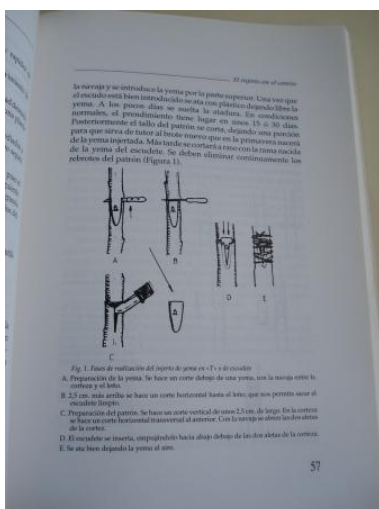 El injerto en el camelio
la navaja y se introduce la yema por la parte superior. Una vez que
el escudo está bien introducido se ata con plástico dejando libre la
yema. A los pocos días se suelta la atadura. En condiciones
normales, el prendimiento tiene lugar en unos 15 ó 30 días.
Posteriormente el tallo del patrón se corta, dejando una porción
para que sirva de tutor al brote nuevo que en la primavera nacerá
de la yema injertada. Más tarde se cortará a raso con la rama nacida
de la yema del escudete. Se deben eliminar continuamente los
rebrotes del patrón (Figura 1).
A
B
C
D
E
Fig. 1. Fases de realización del injerto de yema en «T» o de escudete
A. Preparación de la yema. Se hace un corte debajo de una yema, con la navaja entre la
corteza y el leño.
B. 2,5 cm. más arriba se hace un corte horizontal hasta el leño, que nos permita sacar el
escudete limpio.
C. Preparación del patrón. Se hace un corte vertical de unos 2,5 cm. de largo. En la corteza
se hace un corte horizontal transversal al anterior. Con la navaja se abren las dos aletas
de la cortez.
D. El escudete se inserta, empujándolo hacia abajo debajo de las dos aletas de la corteza.
E. Se ata bien dejando la yema al aire.
57